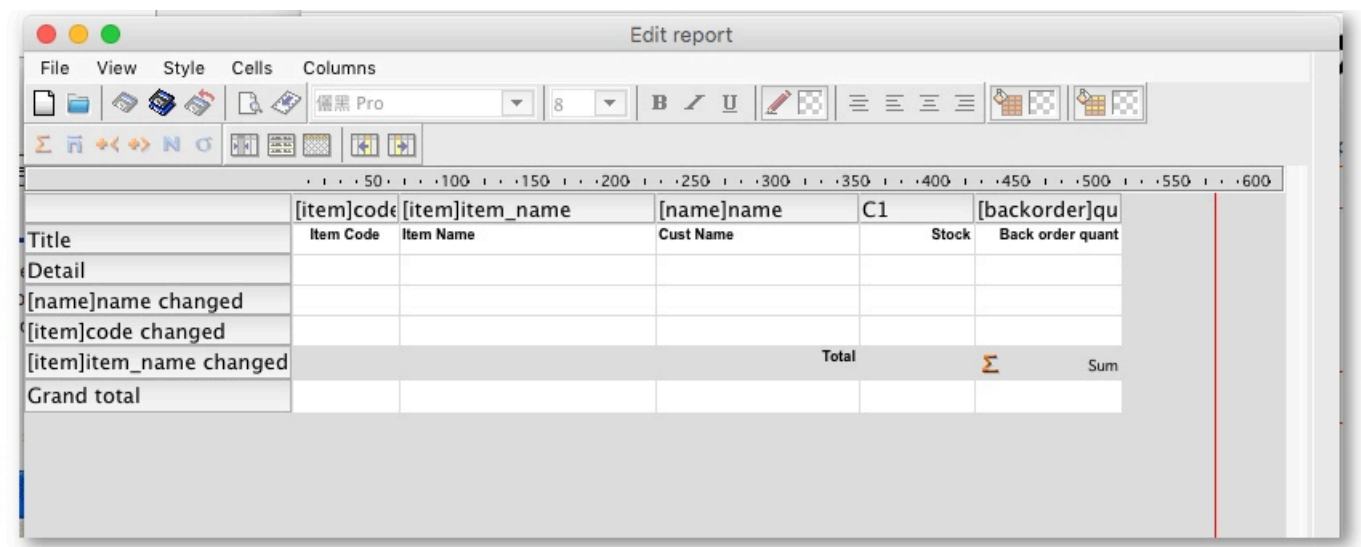 Edit report
File View Style Cells Columns
儷黑 Pro 8 B I U
Σ n N σ
50 100 150 200 250 300 350 400 450 500 550 600
[item]code [item]item_name [name]name C1 [backorder]qu
Title Item Code Item Name Cust Name Stock Back order quant
Detail
[name]name changed
[item]code changed
[item]item_name changed Total Σ Sum
Grand total